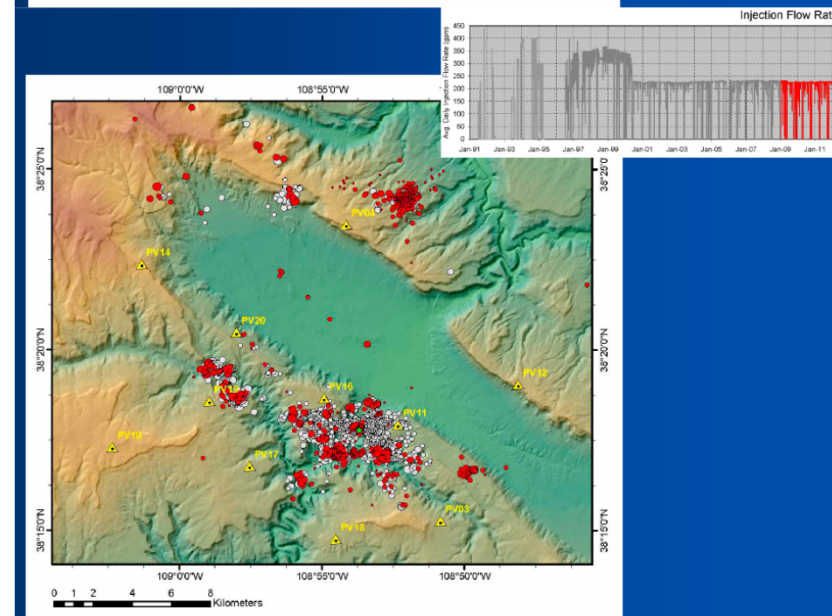 Injection Flow Rat
Avg. Daily Injection Flow Rate (gpm)
450
400
350
300
250
200
150
100
50
0
Jan-91 Jan-93 Jan-95 Jan-97 Jan-99 Jan-01 Jan-03 Jan-05 Jan-07 Jan-09 Jan-11
109°0'0"W 108°55'0"W
38°25'0"N
38°25'0"N
PV04
PV14
PV20
38°20'0"N
38°20'0"N
PV12
PV16
PV11
PV17
PV03
PV18
38°15'0"N
38°15'0"N
109°0'0"W 108°55'0"W 108°50'0"W
0 1 2 4 6 8
Kilometers